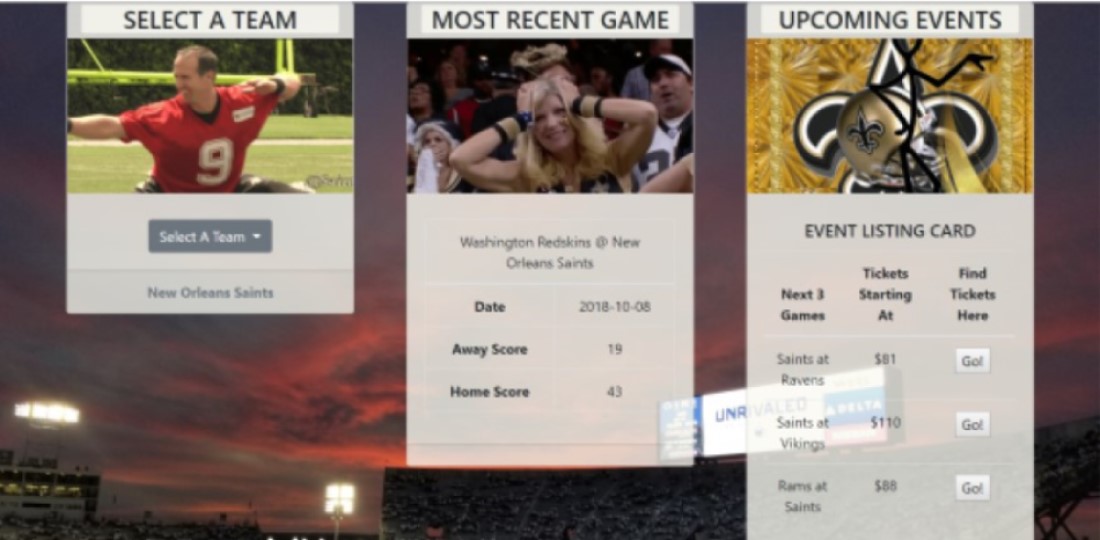 SELECT A TEAM
9
Select A Team
New Orleans Saints
MOST RECENT GAME
Washington Redskins @ New
Orleans Saints
Date 2018-10-08
Away Score 19
Home Score 43
UPCOMING EVENTS
EVENT LISTING CARD
Next 3
Games
Tickets
Starting
At
Find
Tickets
Here
Saints at
Ravens
$81
Go!
Saints at
Vikings
$110
Go!
Rams at
Saints
$88
Go!
UNRIVALED
DELTA